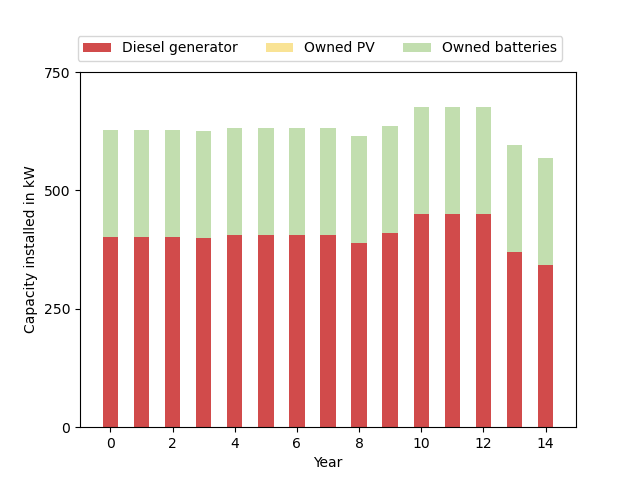 Diesel generator Owned PV Owned batteries
750
500
250
0
Capacity installed in kW
0 2 4 6 8 10 12 14
Year